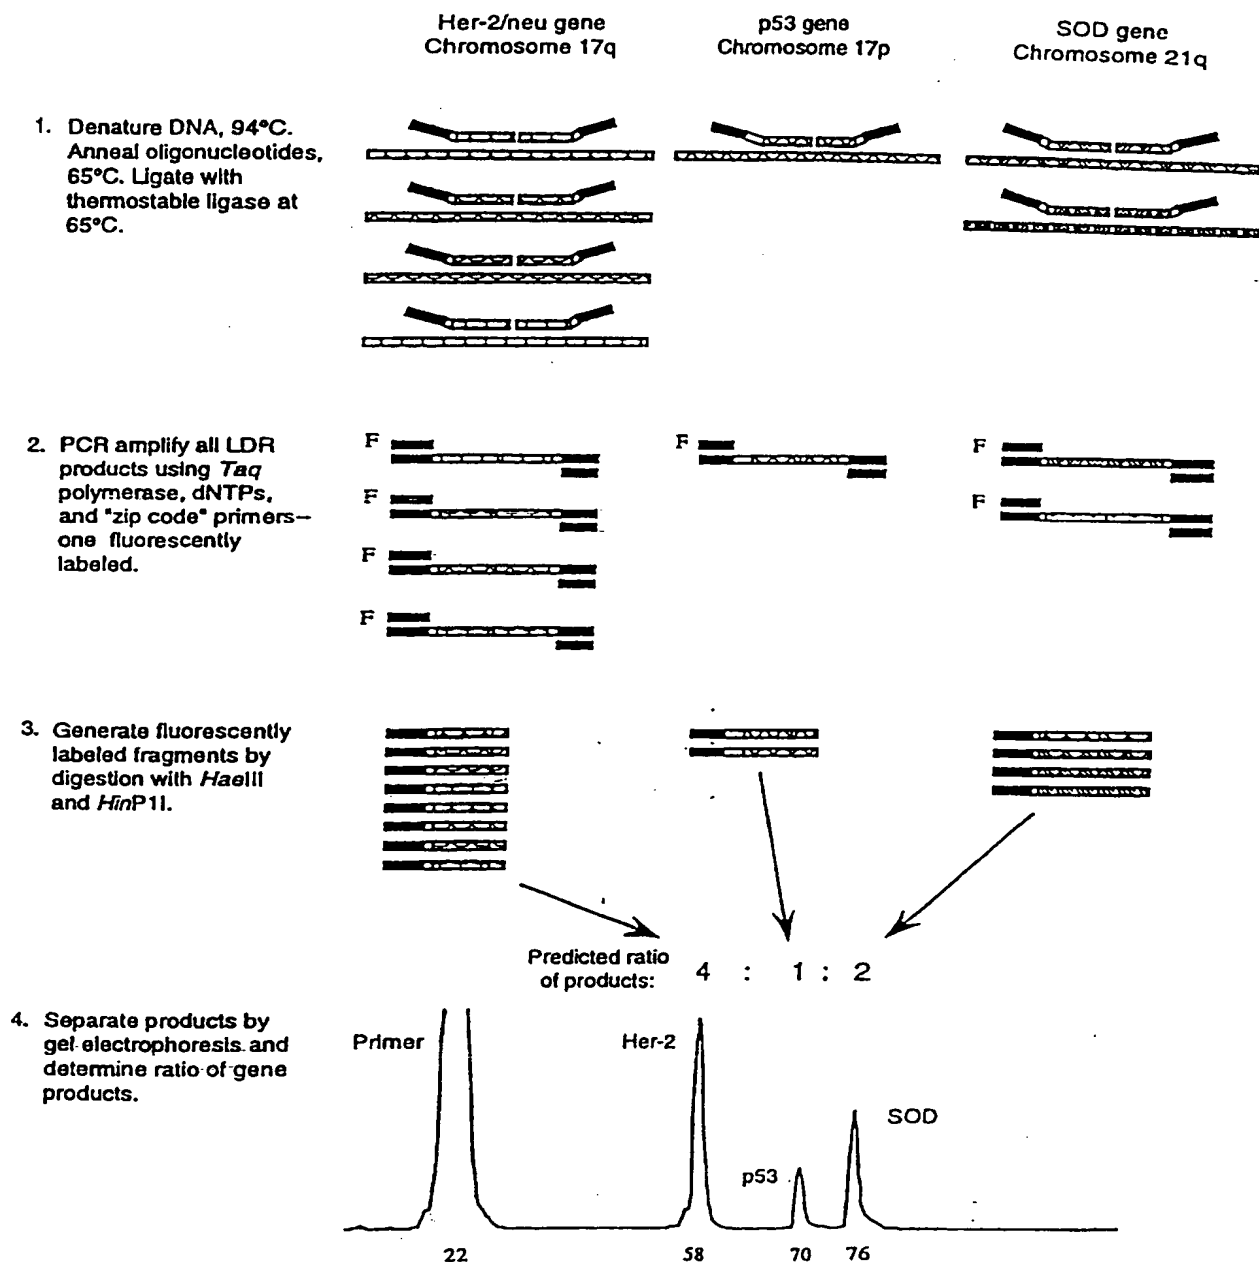 Her-2/neu gene
Chromosome 17q
p53 gene
Chromosome 17p
SOD gene
Chromosome 21q
1. Denature DNA, 94°C.
Anneal oligonucleotides,
65°C. Ligate with
thermostable ligase at
65°C.
2. PCR amplify all LDR
products using Taq
polymerase, dNTPs,
and "zip code" primers–
one fluorescently
labeled.
F
F
F
F
F
F
F
3. Generate fluorescently
labeled fragments by
digestion with HaeIII
and HinP1I.
Predicted ratio
of products:
4 : 1 : 2
4. Separate products by
gel electrophoresis and
determine ratio of gene
products.
Primer
Her-2
p53
SOD
22
58
70
76